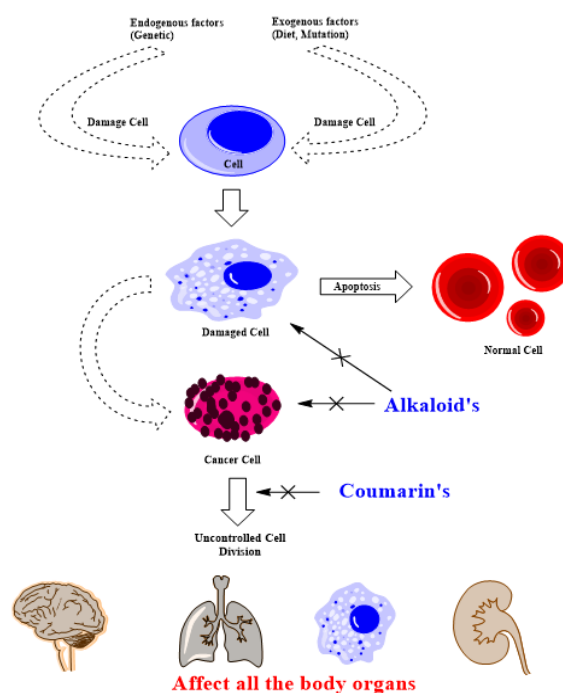 Endogenous factors
(Genetic)
Exogenous factors
(Diet, Mutation)
Damage Cell
Damage Cell
Cell
Apoptosis
Damaged Cell
Normal Cell
Alkaloid's
Cancer Cell
Coumarin's
Uncontrolled Cell
Division
Affect all the body organs